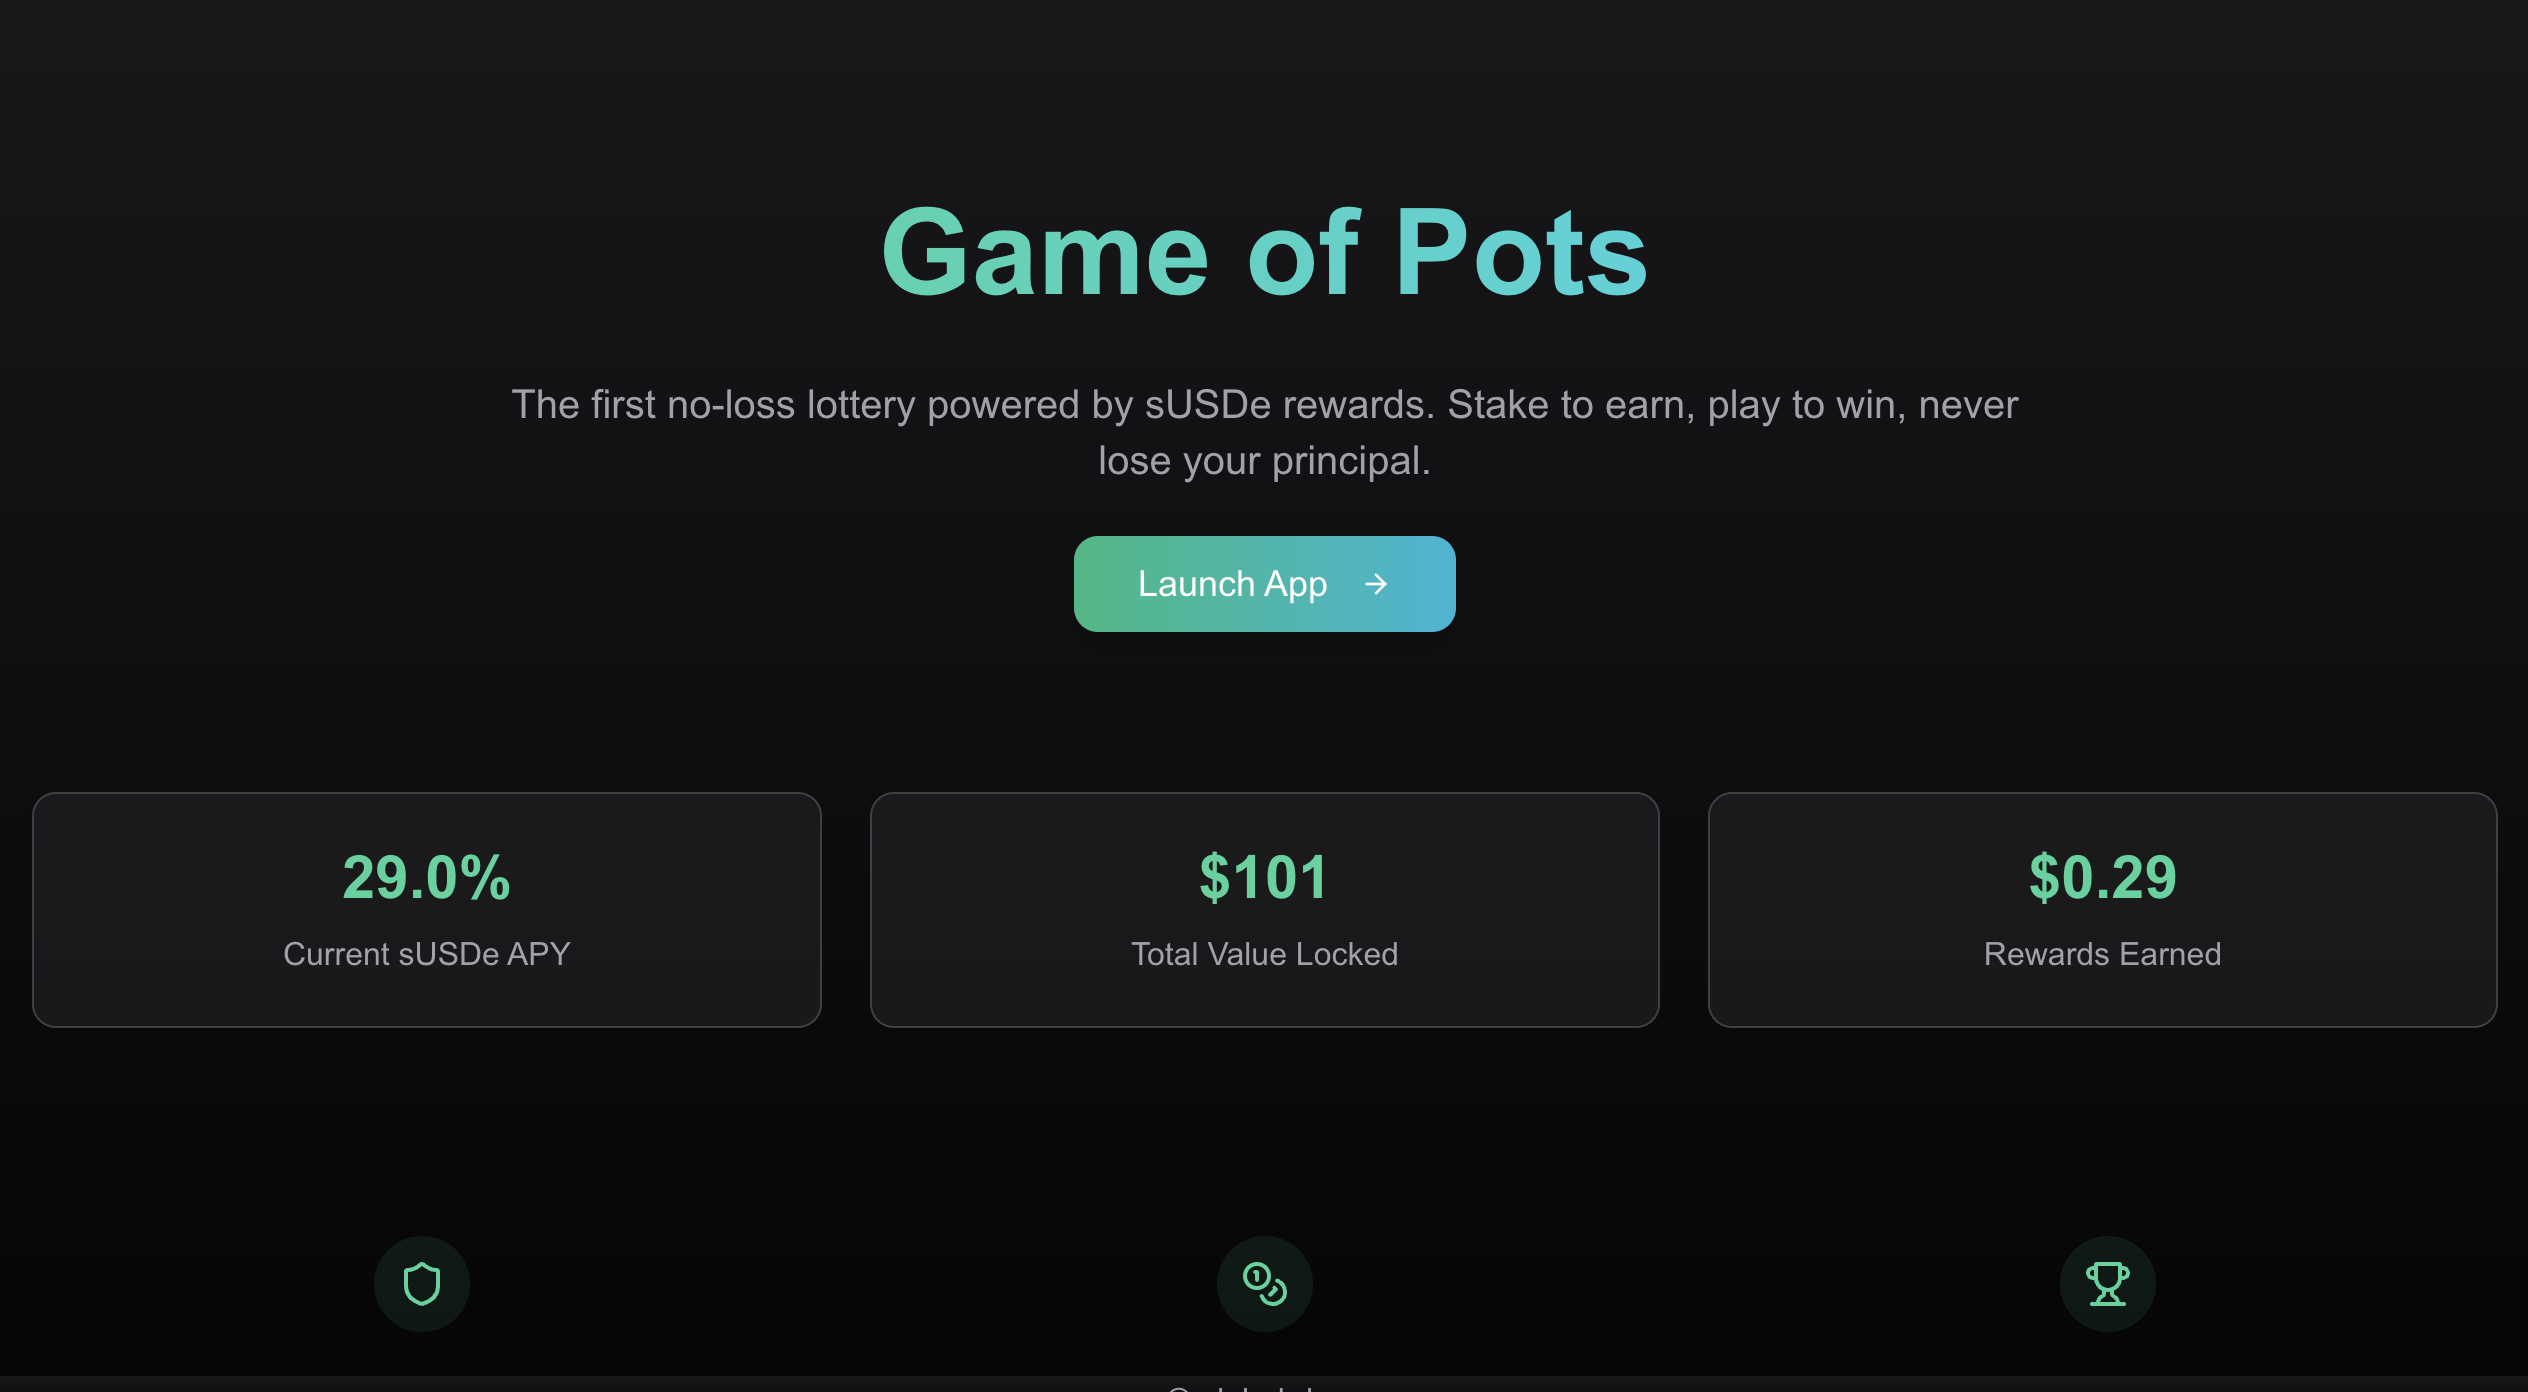 Game of Pots
The first no-loss lottery powered by sUSDe rewards. Stake to earn, play to win, never
lose your principal.
Launch App
29.0%
Current sUSDe APY
$101
Total Value Locked
$0.29
Rewards Earned